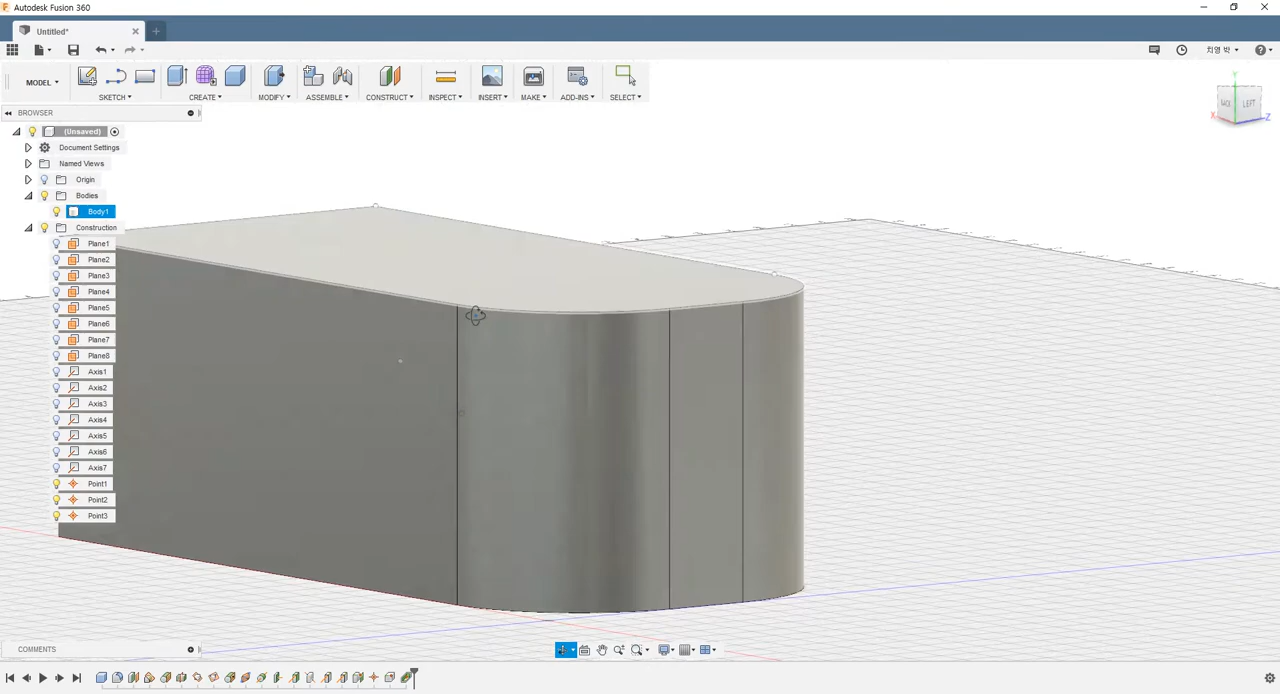 Autodesk Fusion 360
Untitled*
치영 박
MODEL
SKETCH
CREATE
MODIFY
ASSEMBLE
CONSTRUCT
INSPECT
INSERT
MAKE
ADD-INS
SELECT
BROWSER
(Unsaved)
Document Settings
Named Views
Origin
Bodies
Body1
Construction
Plane1
Plane2
Plane3
Plane4
Plane5
Plane6
Plane7
Plane8
Axis1
Axis2
Axis3
Axis4
Axis5
Axis6
Axis7
Point1
Point2
Point3
Y
LEFT
X
Z
COMMENTS